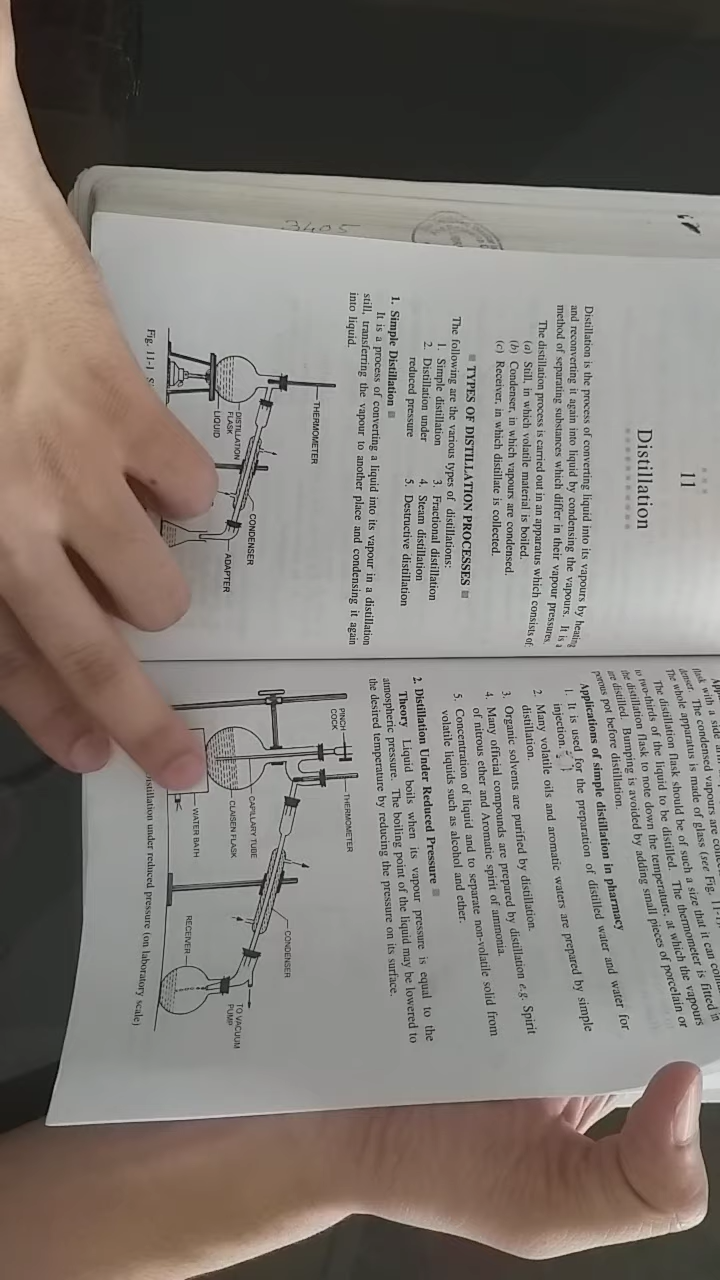 3405
11
Distillation
Distillation is the process of converting liquid into its vapours by heating
and reconverting it again into liquid by condensing the vapours. It is a
method of separating substances which differ in their vapour pressures.
The distillation process is carried out in an apparatus which consists of:
(a) Still, in which volatile material is boiled.
(b) Condenser, in which vapours are condensed.
(c) Receiver, in which distillate is collected.
TYPES OF DISTILLATION PROCESSES
The following are the various types of distillations:
1. Simple distillation
2. Distillation under
reduced pressure
3. Fractional distillation
4. Steam distillation
5. Destructive distillation
1. Simple Distillation
It is a process of converting a liquid into its vapour in a distillation
still, transferring the vapour to another place and condensing it again
into liquid.
THERMOMETER
CONDENSER
ADAPTER
DISTILLATION
FLASK
LIQUID
Fig. 11-1
flask with a side
The condensed vapours are
The whole apparatus is made of glass (see Fig. 11-1).
The distillation flask should be of such a size that it can
to two-thirds of the liquid to be distilled. The thermometer is fitted in
the distillation flask to note down the temperature, at which the vapours
are distilled. Bumping is avoided by adding small pieces of porcelain or
porous pot before distillation.
Applications of simple distillation in pharmacy
1. It is used for the preparation of distilled water and water for
injection.
2. Many volatile oils and aromatic waters are prepared by simple
distillation.
3. Organic solvents are purified by distillation.
4. Many official compounds are prepared by distillation e.g. Spirit
of nitrous ether and Aromatic spirit of ammonia.
5. Concentration of liquid and to separate non-volatile solid from
volatile liquids such as alcohol and ether.
2. Distillation Under Reduced Pressure
Theory Liquid boils when its vapour pressure is equal to the
atmospheric pressure. The boiling point of the liquid may be lowered to
the desired temperature by reducing the pressure on its surface.
PINCH
COCK
THERMOMETER
CONDENSER
CAPILLARY TUBE
CLAISEN FLASK
WATER BATH
RECEIVER
TO VACUUM
PUMP
distillation under reduced pressure (on laboratory scale)